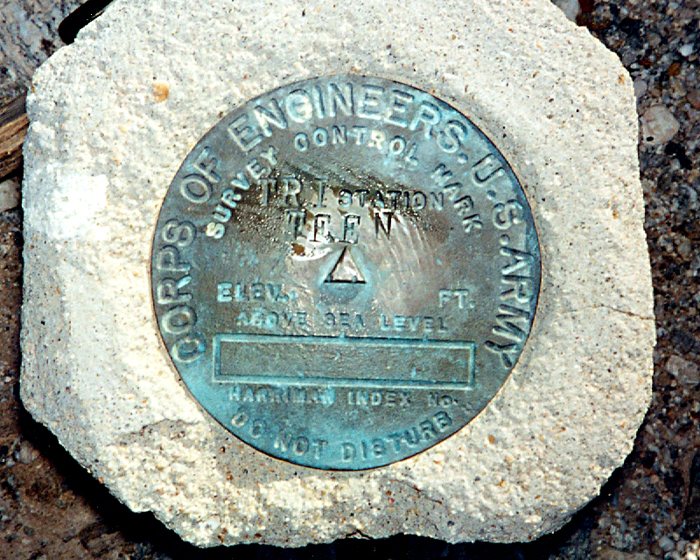 CORPS OF ENGINEERS. U.S. ARMY
SURVEY CONTROL MARK
TRI STATION
TEEN
ELEV. FT.
ABOVE SEA LEVEL
HARRIMAN INDEX NO.
DO NOT DISTURB